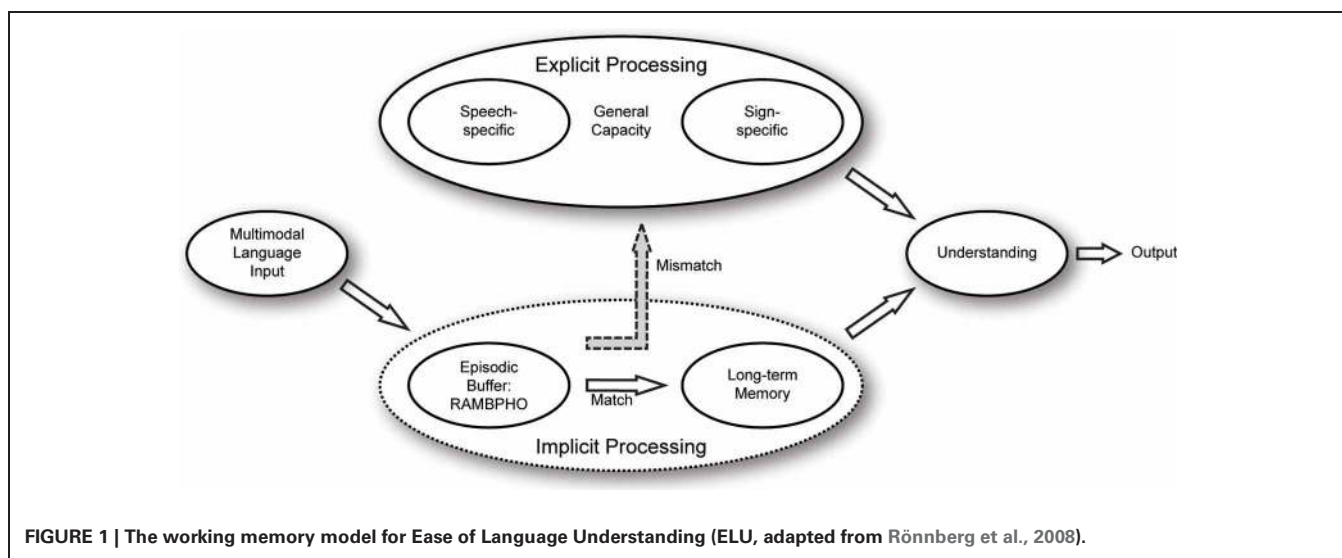 Explicit Processing
Speech-
specific
General
Capacity
Sign-
specific
Multimodal
Language
Input
Mismatch
Understanding
Output
Episodic
Buffer:
RAMBPHO
Match
Long-term
Memory
Implicit Processing
FIGURE 1 | The working memory model for Ease of Language Understanding (ELU, adapted from Rönnberg et al., 2008).